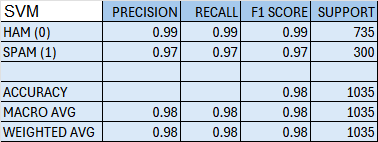 SVM PRECISION RECALL F1 SCORE SUPPORT
HAM (0) 0.99 0.99 0.99 735
SPAM (1) 0.97 0.97 0.97 300
ACCURACY 0.98 1035
MACRO AVG 0.98 0.98 0.98 1035
WEIGHTED AVG 0.98 0.98 0.98 1035